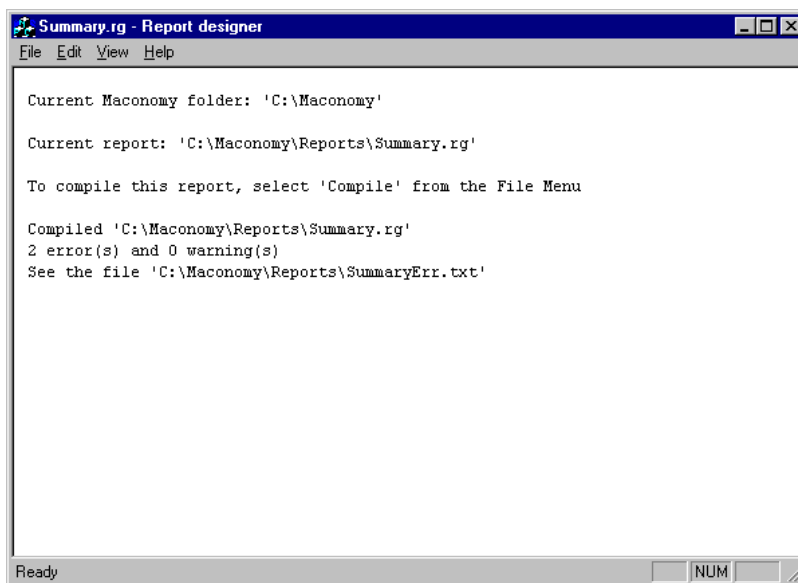 Summary.rg - Report designer
File Edit View Help
Current Maconomy folder: 'C:\Maconomy'
Current report: 'C:\Maconomy\Reports\Summary.rg'
To compile this report, select 'Compile' from the File Menu
Compiled 'C:\Maconomy\Reports\Summary.rg'
2 error(s) and 0 warning(s)
See the file 'C:\Maconomy\Reports\SummaryErr.txt'
Ready NUM